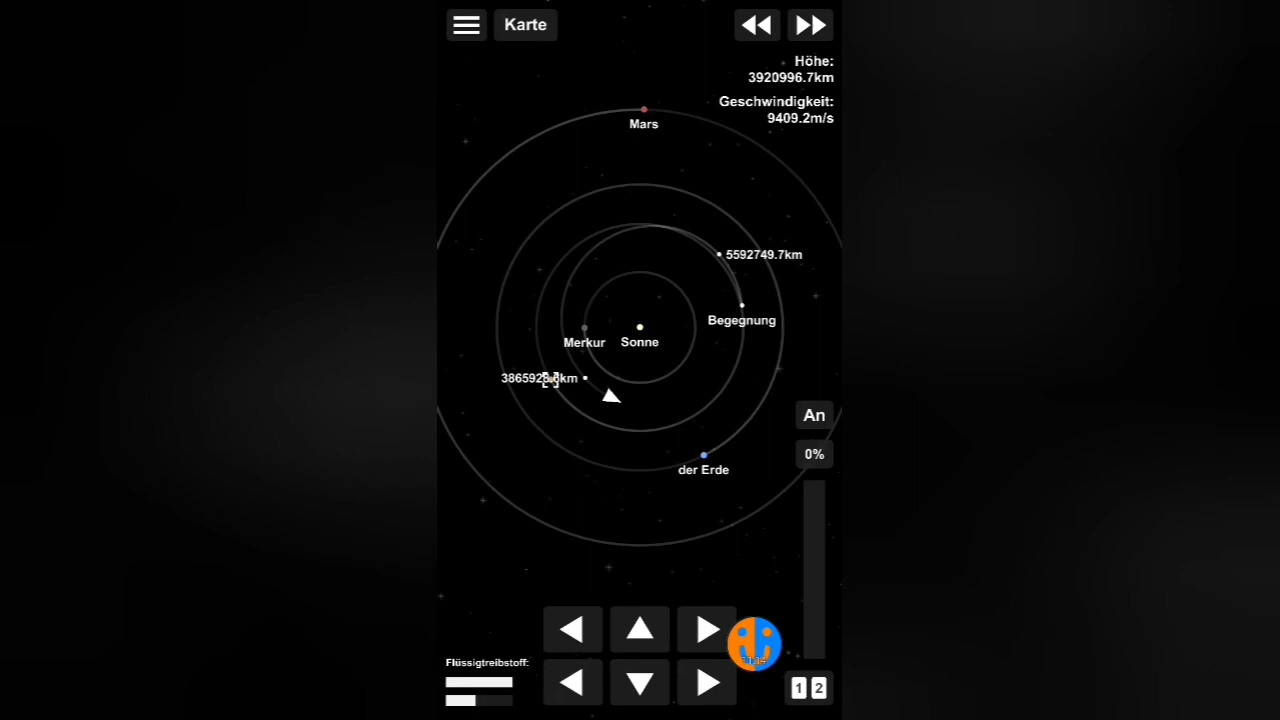 Karte
Höhe:
3920996.7km
Geschwindigkeit:
9409.2m/s
Mars
5592749.7km
Begegnung
Merkur
Sonne
An
0%
der Erde
Flüssigtreibstoff:
1 2